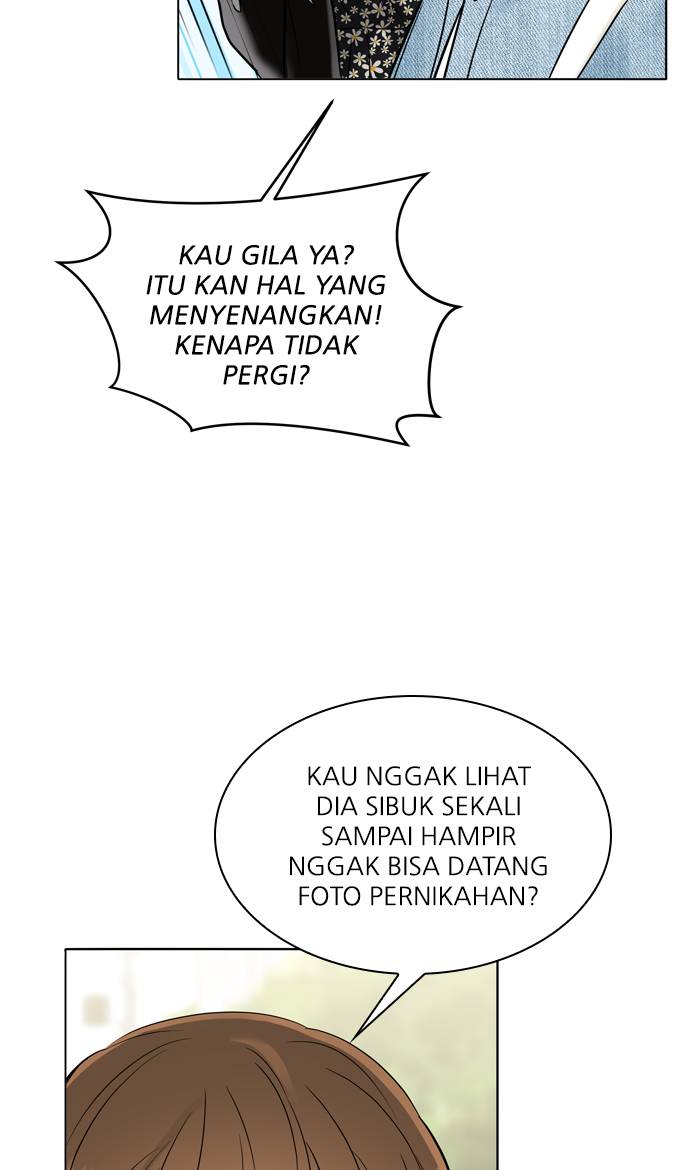 KAU GILA YA?
ITU KAN HAL YANG
MENYENANGKAN!
KENAPA TIDAK
PERGI?
KAU NGGAK LIHAT
DIA SIBUK SEKALI
SAMPAI HAMPIR
NGGAK BISA DATANG
FOTO PERNIKAHAN?